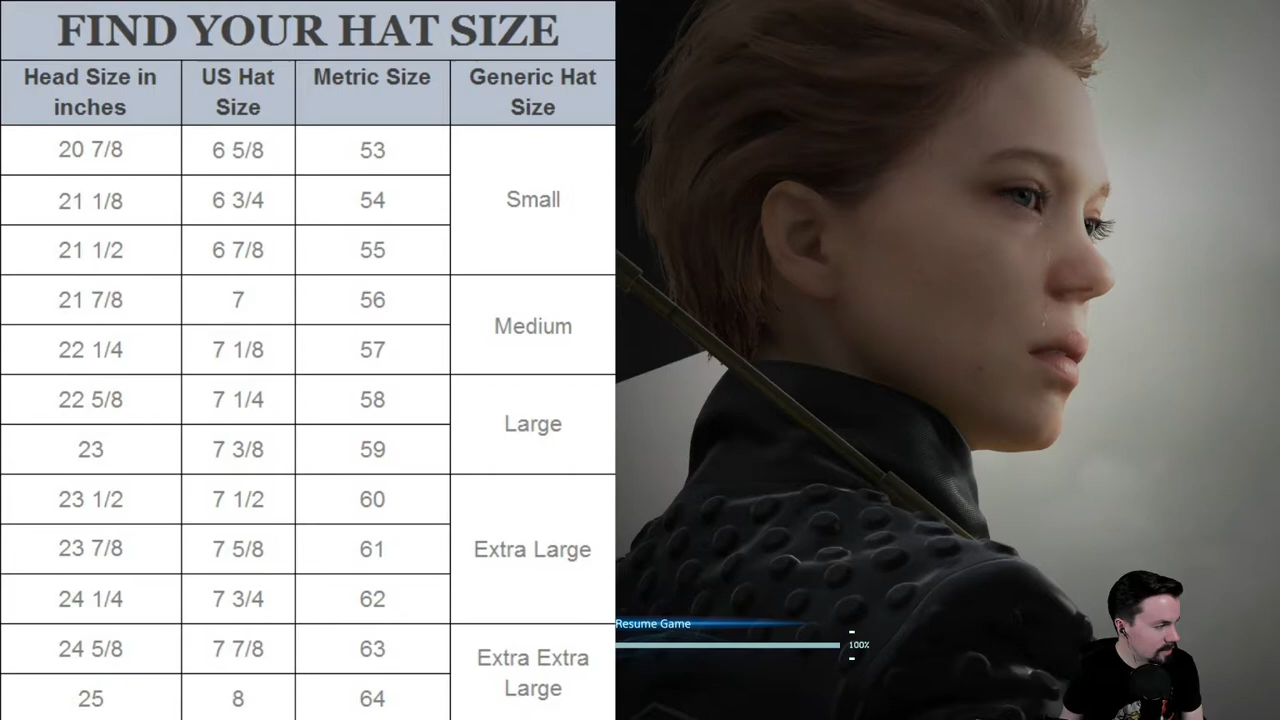 FIND YOUR HAT SIZE
Head Size in inches | US Hat Size | Metric Size | Generic Hat Size
20 7/8 | 6 5/8 | 53 | Small
21 1/8 | 6 3/4 | 54
21 1/2 | 6 7/8 | 55
21 7/8 | 7 | 56 | Medium
22 1/4 | 7 1/8 | 57
22 5/8 | 7 1/4 | 58 | Large
23 | 7 3/8 | 59
23 1/2 | 7 1/2 | 60 | Extra Large
23 7/8 | 7 5/8 | 61
24 1/4 | 7 3/4 | 62
24 5/8 | 7 7/8 | 63 | Extra Extra Large
25 | 8 | 64
Resume Game
100%